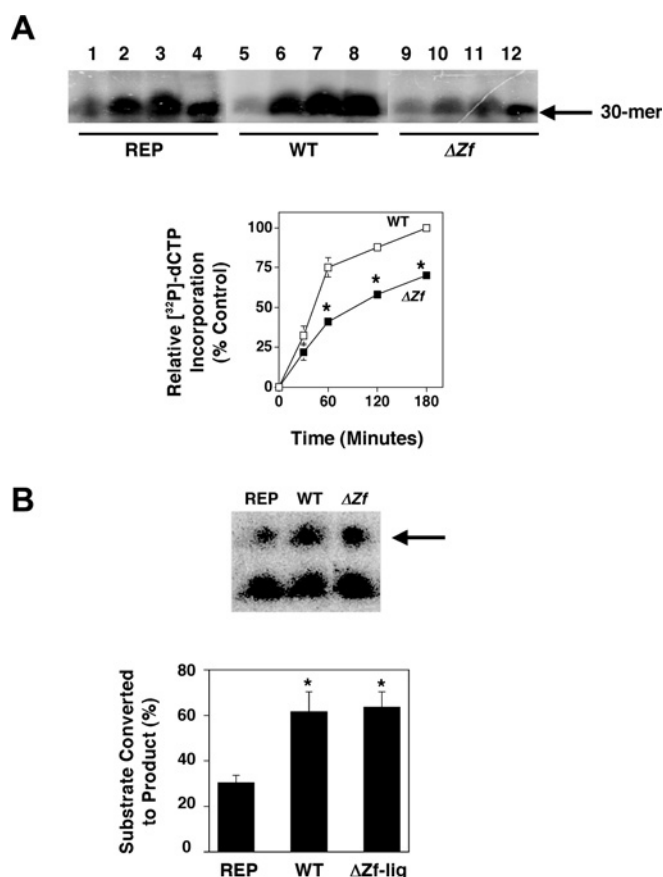 A
1 2 3 4 5 6 7 8 9 10 11 12
30-mer
REP WT ΔZf
Relative [³²P]-dCTP
Incorporation
(% Control)
100
75
50
25
0
WT
*
*
*
ΔZf
0 60 120 180
Time (Minutes)
B
REP WT ΔZf
Substrate Converted
to Product (%)
80
60
40
20
0
*
*
REP WT ΔZf-lig